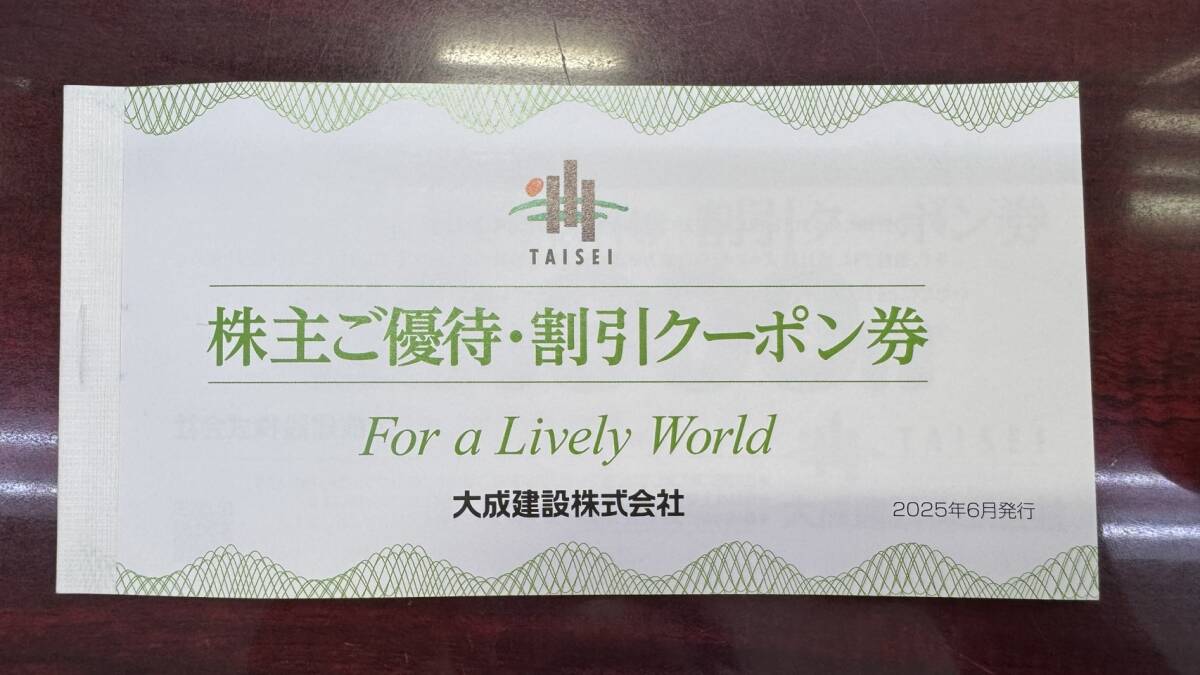 TAISEI
株主ご優待・割引クーポン券
For a Lively World
大成建設株式会社
2025年6月発行